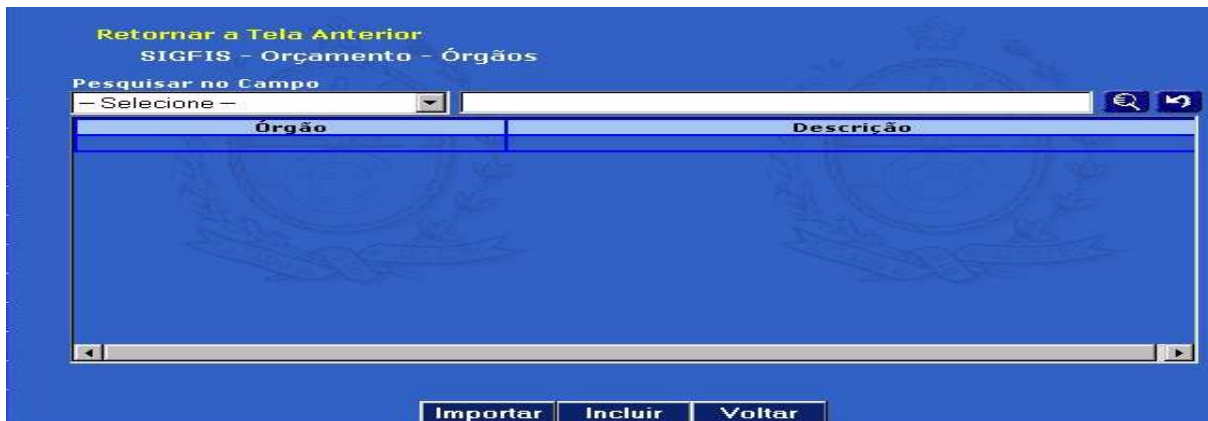 Retornar a Tela Anterior
SIGFIS - Orçamento - Órgãos
Pesquisar no Campo
-- Selecione --
Órgão Descrição
Importar Incluir Voltar